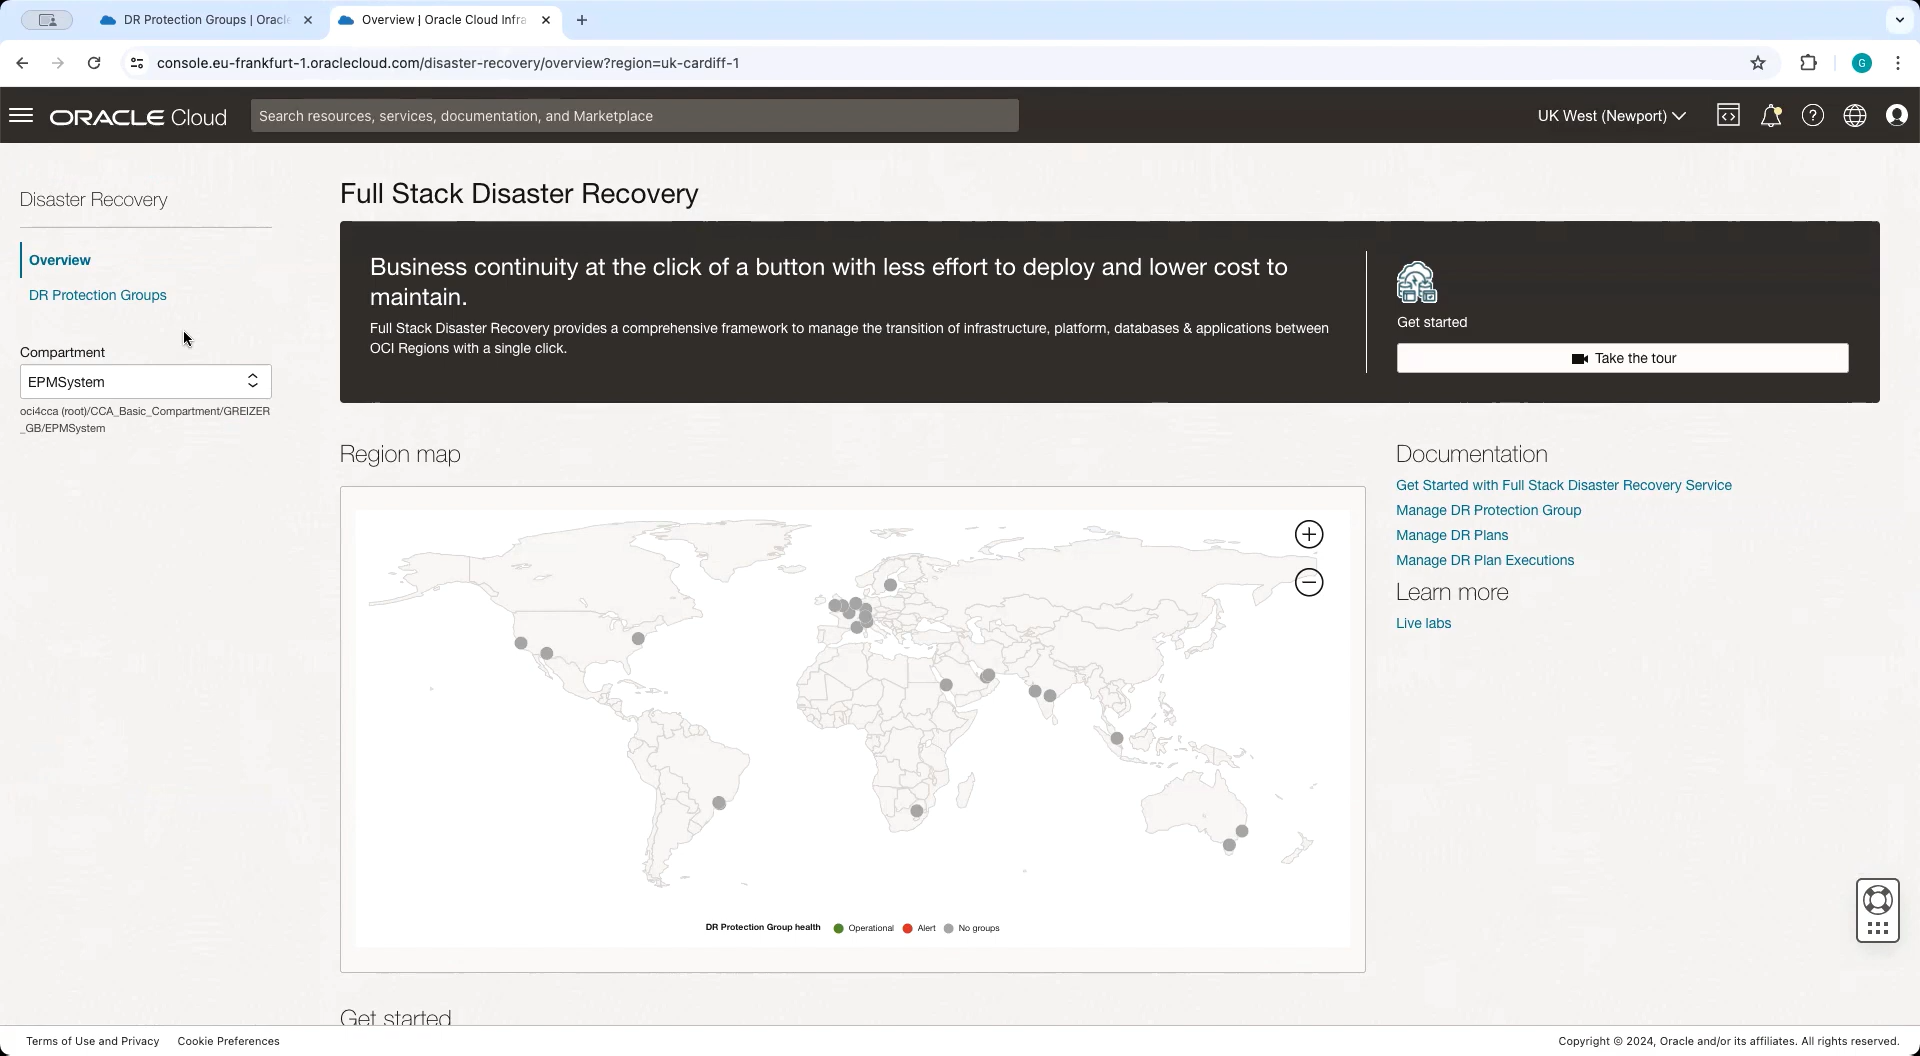 DR Protection Groups | Oracle
Overview | Oracle Cloud Infra
console.eu-frankfurt-1.oraclecloud.com/disaster-recovery/overview?region=uk-cardiff-1
G
ORACLE Cloud
Search resources, services, documentation, and Marketplace
UK West (Newport)
Disaster Recovery
Overview
DR Protection Groups
Compartment
EPMSystem
oci4cca (root)/CCA_Basic_Compartment/GREIZER
_GB/EPMSystem
Full Stack Disaster Recovery
Business continuity at the click of a button with less effort to deploy and lower cost to
maintain.
Full Stack Disaster Recovery provides a comprehensive framework to manage the transition of infrastructure, platform, databases & applications between
OCI Regions with a single click.
Get started
Take the tour
Region map
DR Protection Group health Operational Alert No groups
Documentation
Get Started with Full Stack Disaster Recovery Service
Manage DR Protection Group
Manage DR Plans
Manage DR Plan Executions
Learn more
Live labs
Get started
Terms of Use and Privacy Cookie Preferences
Copyright © 2024, Oracle and/or its affiliates. All rights reserved.